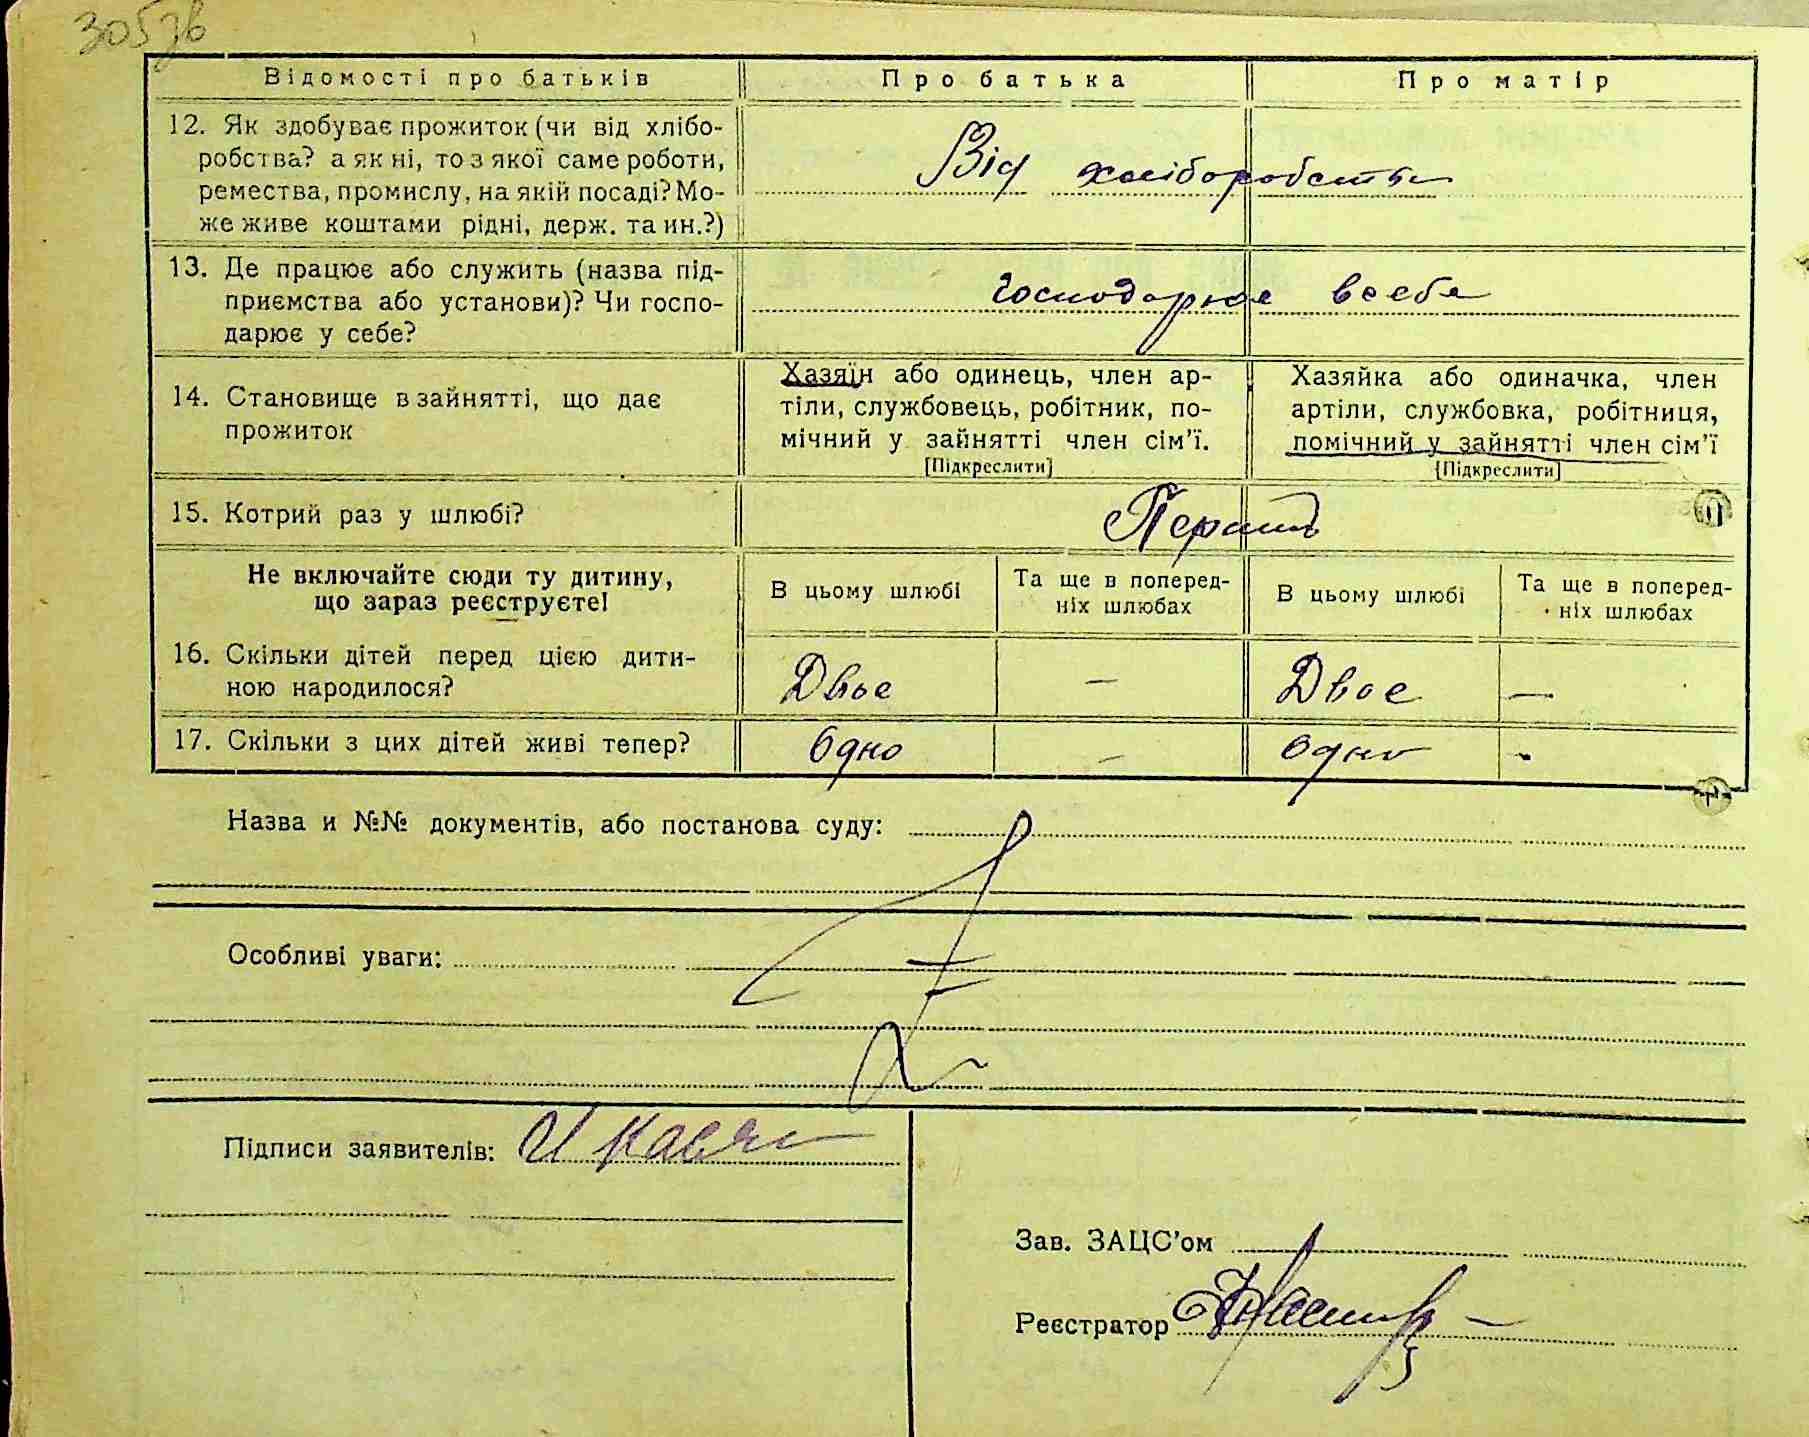 305зв
Відомості про батьків
Про батька
Про матір
12. Як здобуває прожиток (чи від хлібо-
робства? а як ні, то з якої саме роботи,
ремества, промислу, на якій посаді? Мо-
же живе коштами рідні, держ. та ин.?)
Від хліборобства
13. Де працює або служить (назва під-
приємства або установи)? Чи госпо-
дарює у себе?
господарює в себе
14. Становище в зайнятті, що дає
прожиток
Хазяїн або одинець, член ар-
тіли, службовець, робітник, по-
мічний у зайнятті член сім'ї.
[Підкреслити]
Хазяйка або одиначка, член
артіли, службовка, робітниця,
помічний у зайнятті член сім'ї
[Підкреслити]
15. Котрий раз у шлюбі?
Перший
Не включайте сюди ту дитину,
що зараз реєструєте!
В цьому шлюбі
Та ще в поперед-
ніх шлюбах
В цьому шлюбі
Та ще в поперед-
ніх шлюбах
16. Скільки дітей перед цією дити-
ною народилося?
Двоє
—
Двоє
—
17. Скільки з цих дітей живі тепер?
Одно
—
Одно
-
Назва и №№ документів, або постанова суду:
Особливі уваги:
Підписи заявителів:
Зав. ЗАЦС'ом
Реєстратор